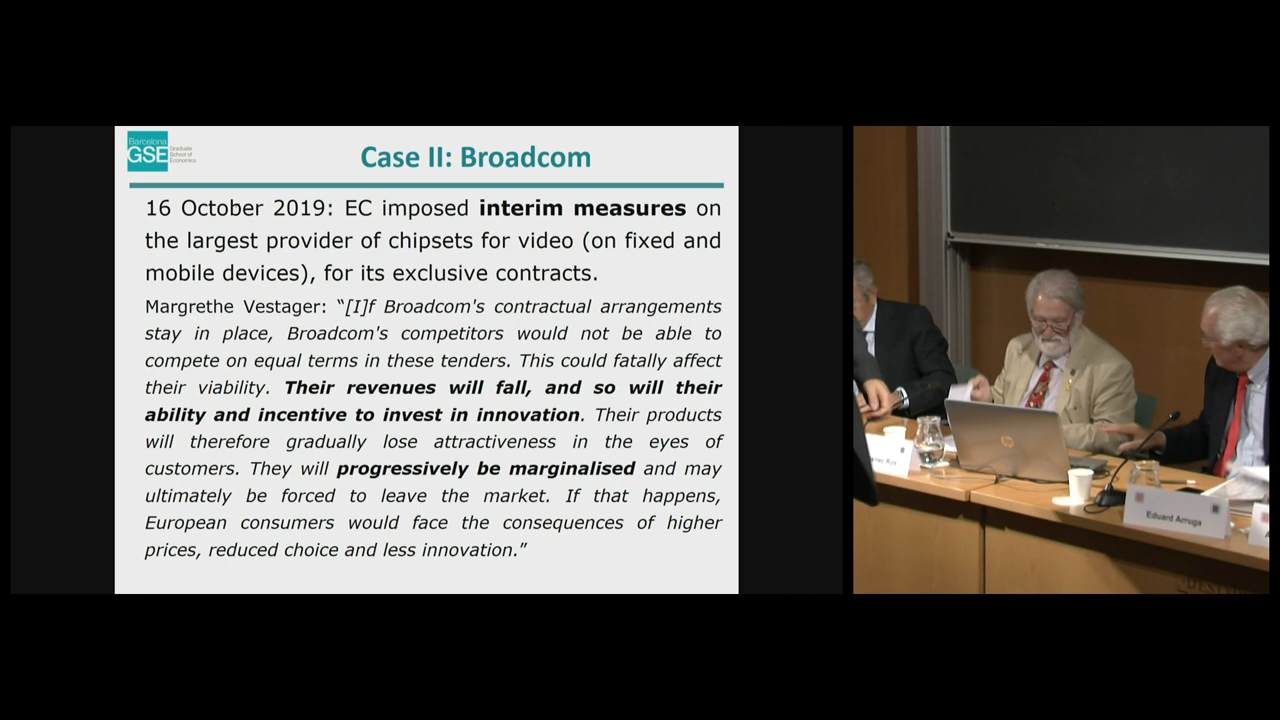 Barcelona
GSE
Graduate
School of
Economics
Case II: Broadcom
16 October 2019: EC imposed interim measures on
the largest provider of chipsets for video (on fixed and
mobile devices), for its exclusive contracts.
Margrethe Vestager: “[I]f Broadcom's contractual arrangements
stay in place, Broadcom's competitors would not be able to
compete on equal terms in these tenders. This could fatally affect
their viability. Their revenues will fall, and so will their
ability and incentive to invest in innovation. Their products
will therefore gradually lose attractiveness in the eyes of
customers. They will progressively be marginalised and may
ultimately be forced to leave the market. If that happens,
European consumers would face the consequences of higher
prices, reduced choice and less innovation.”
hp
Eduard Arruga